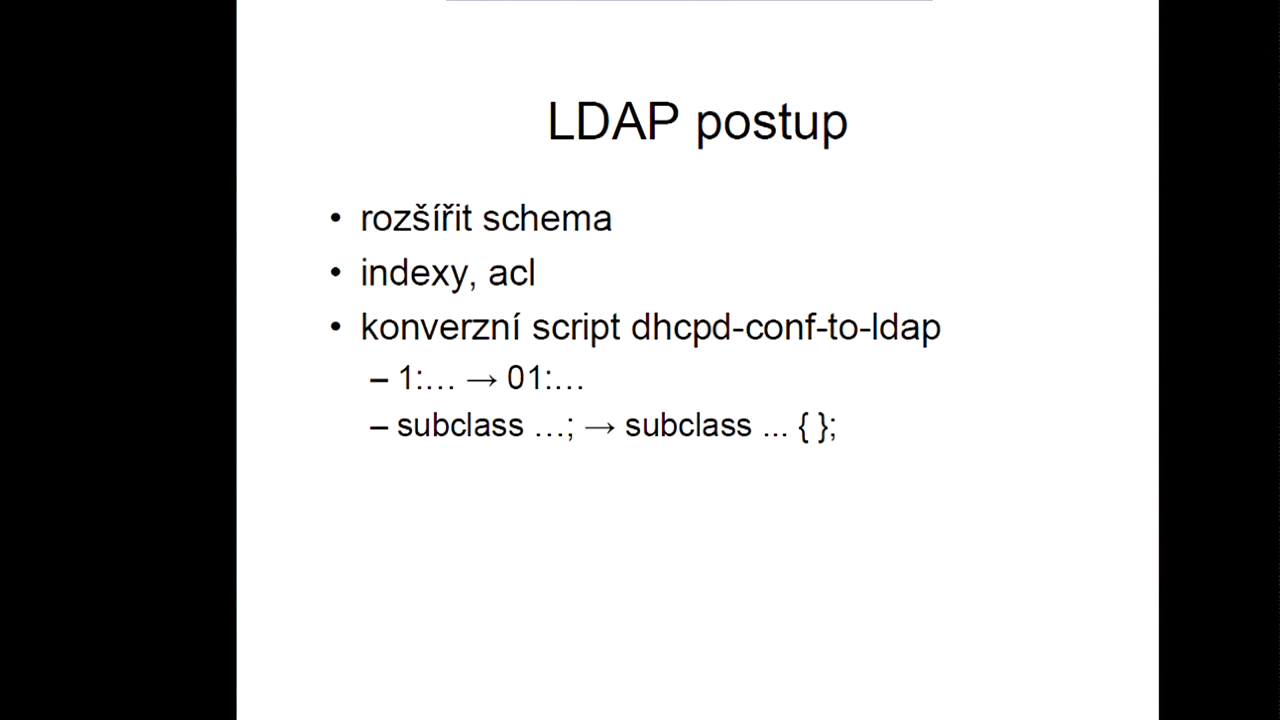 LDAP postup
• rozšířit schema
• indexy, acl
• konverzní script dhcpd-conf-to-ldap
– 1:… → 01:…
– subclass …; → subclass ... { };